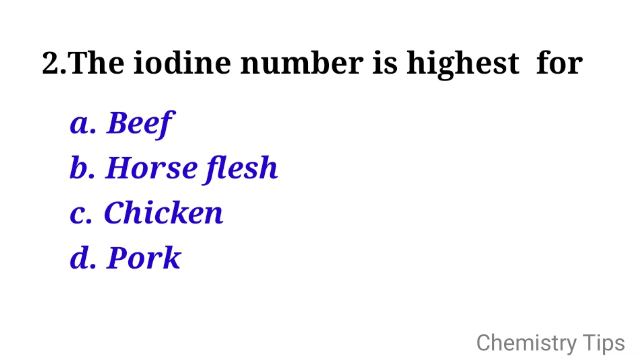 2.The iodine number is highest for
a. Beef
b. Horse flesh
c. Chicken
d. Pork
Chemistry Tips